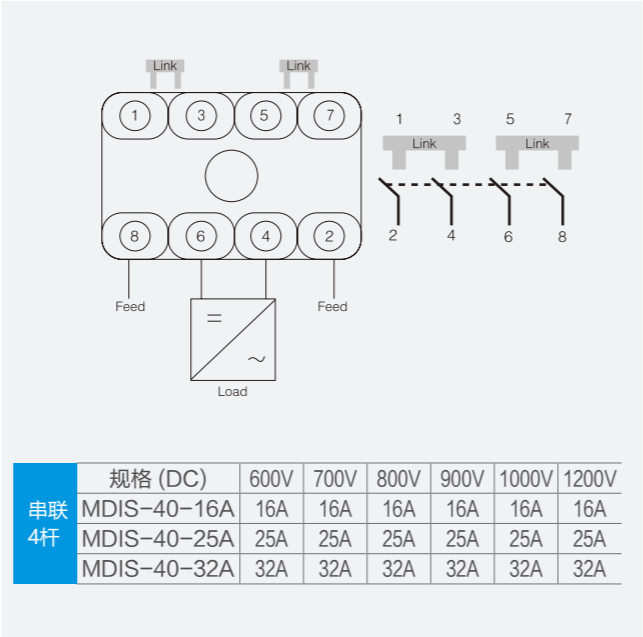 Link Link
1 3 5 7
1 3 5 7
Link Link
8 6 4 2
2 4 6 8
Feed Feed
= ~
Load
规格 (DC) 600V 700V 800V 900V 1000V 1200V
串联
4杆
MDIS-40-16A 16A 16A 16A 16A 16A 16A
MDIS-40-25A 25A 25A 25A 25A 25A 25A
MDIS-40-32A 32A 32A 32A 32A 32A 32A